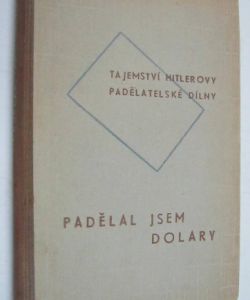 TAJEMSTVÍ HITLEROVY
PADĚLATELSKÉ DÍLNY
PADĚLAL JSEM
DOLARY